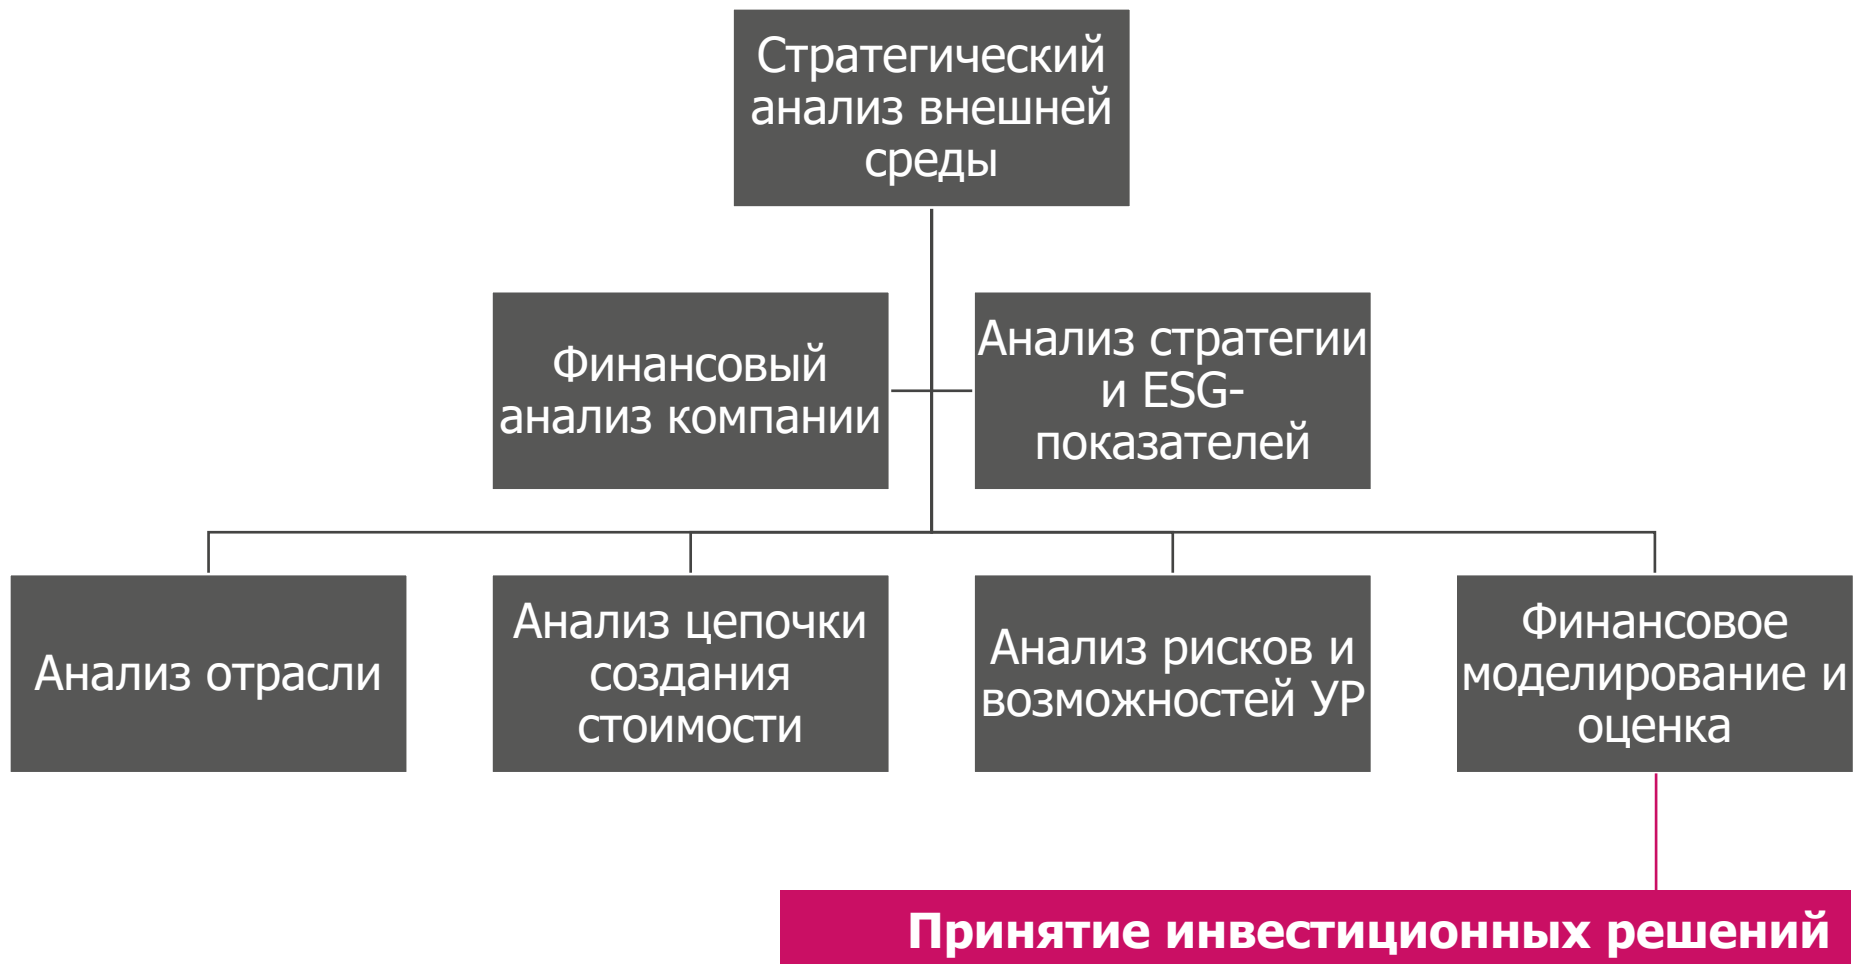 Стратегический
анализ внешней
среды
Финансовый
анализ компании
Анализ стратегии
и ESG-
показателей
Анализ отрасли
Анализ цепочки
создания
стоимости
Анализ рисков и
возможностей УР
Финансовое
моделирование и
оценка
Принятие инвестиционных решений